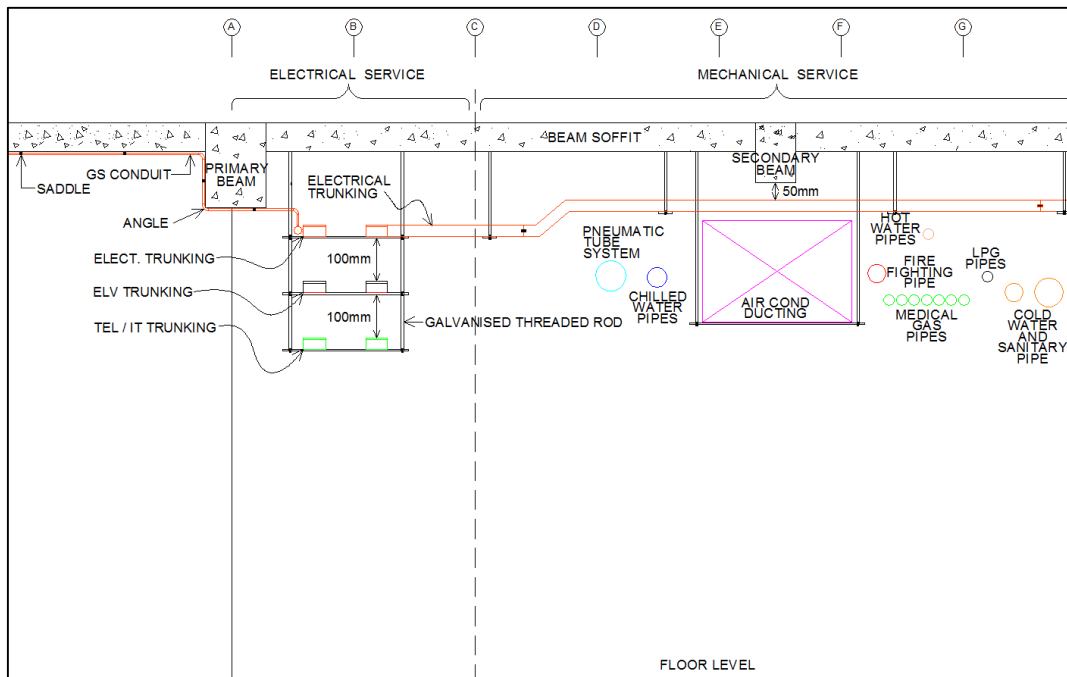 A
B
C
D
E
F
G
ELECTRICAL SERVICE
MECHANICAL SERVICE
BEAM SOFFIT
GS CONDUIT
SADDLE
PRIMARY
BEAM
ELECTRICAL
TRUNKING
SECONDARY
BEAM
50mm
ANGLE
ELECT. TRUNKING
100mm
ELV TRUNKING
100mm
TEL / IT TRUNKING
GALVANISED THREADED ROD
PNEUMATIC
TUBE
SYSTEM
CHILLED
WATER
PIPES
AIR COND
DUCTING
HOT
WATER
PIPES
FIRE
FIGHTING
PIPE
MEDICAL
GAS
PIPES
LPG
PIPES
COLD
WATER
AND
SANITARY
PIPE
FLOOR LEVEL